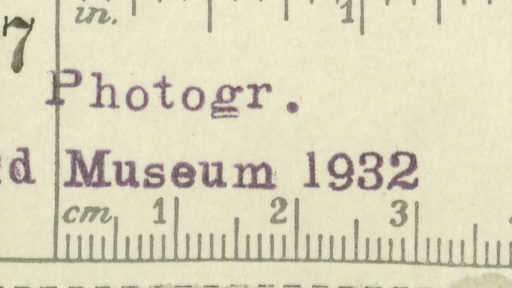 in. 1
7
Photogr.
d Museum 1932
cm 1 2 3